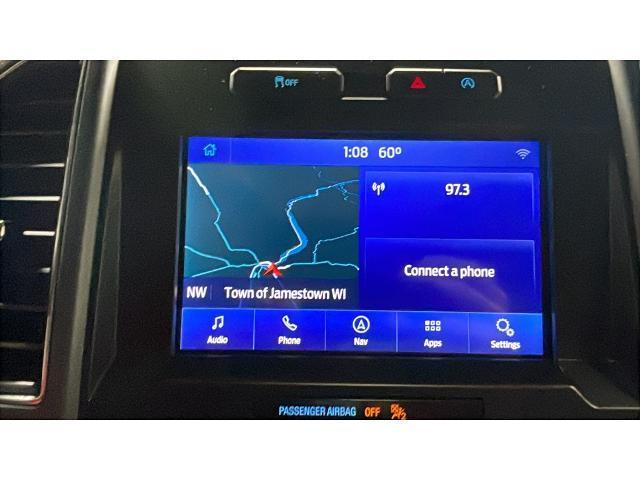 OFF
1:08 60°
97.3
Connect a phone
NW Town of Jamestown WI
Audio Phone Nav Apps Settings
PASSENGER AIRBAG OFF 2